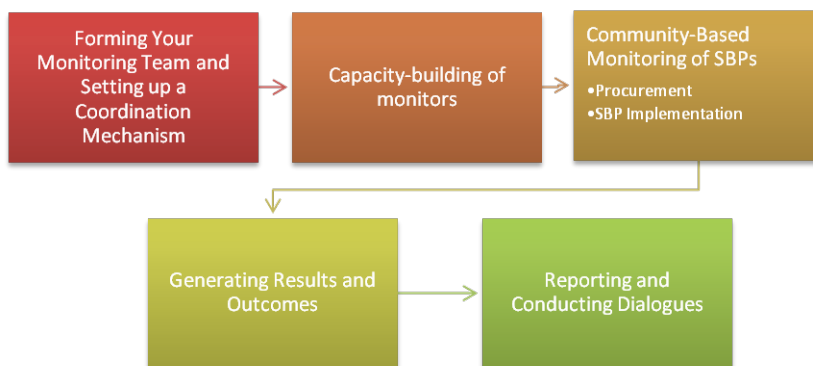 Forming Your
Monitoring Team and
Setting up a
Coordination
Mechanism
Capacity-building of
monitors
Community-Based
Monitoring of SBPs
•Procurement
•SBP Implementation
Generating Results and
Outcomes
Reporting and
Conducting Dialogues